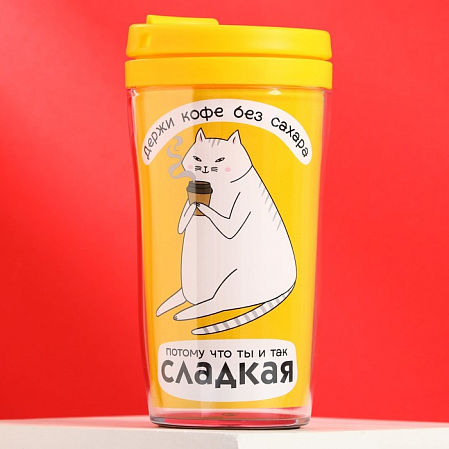 держи кофе без сахара
потому что ты и так
сладкая